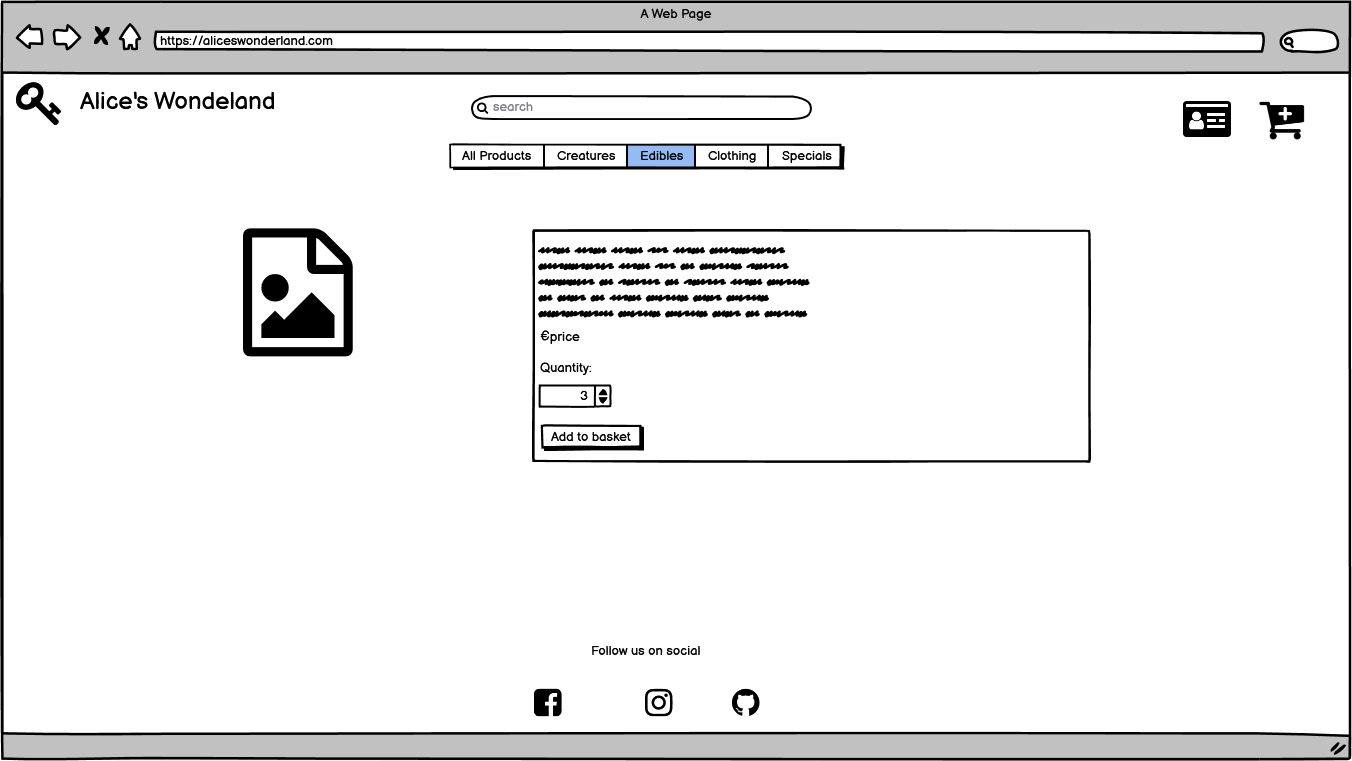 A Web Page
https://aliceswonderland.com
Alice's Wondeland
search
All Products Creatures Edibles Clothing Specials
€price
Quantity:
3
Add to basket
Follow us on social